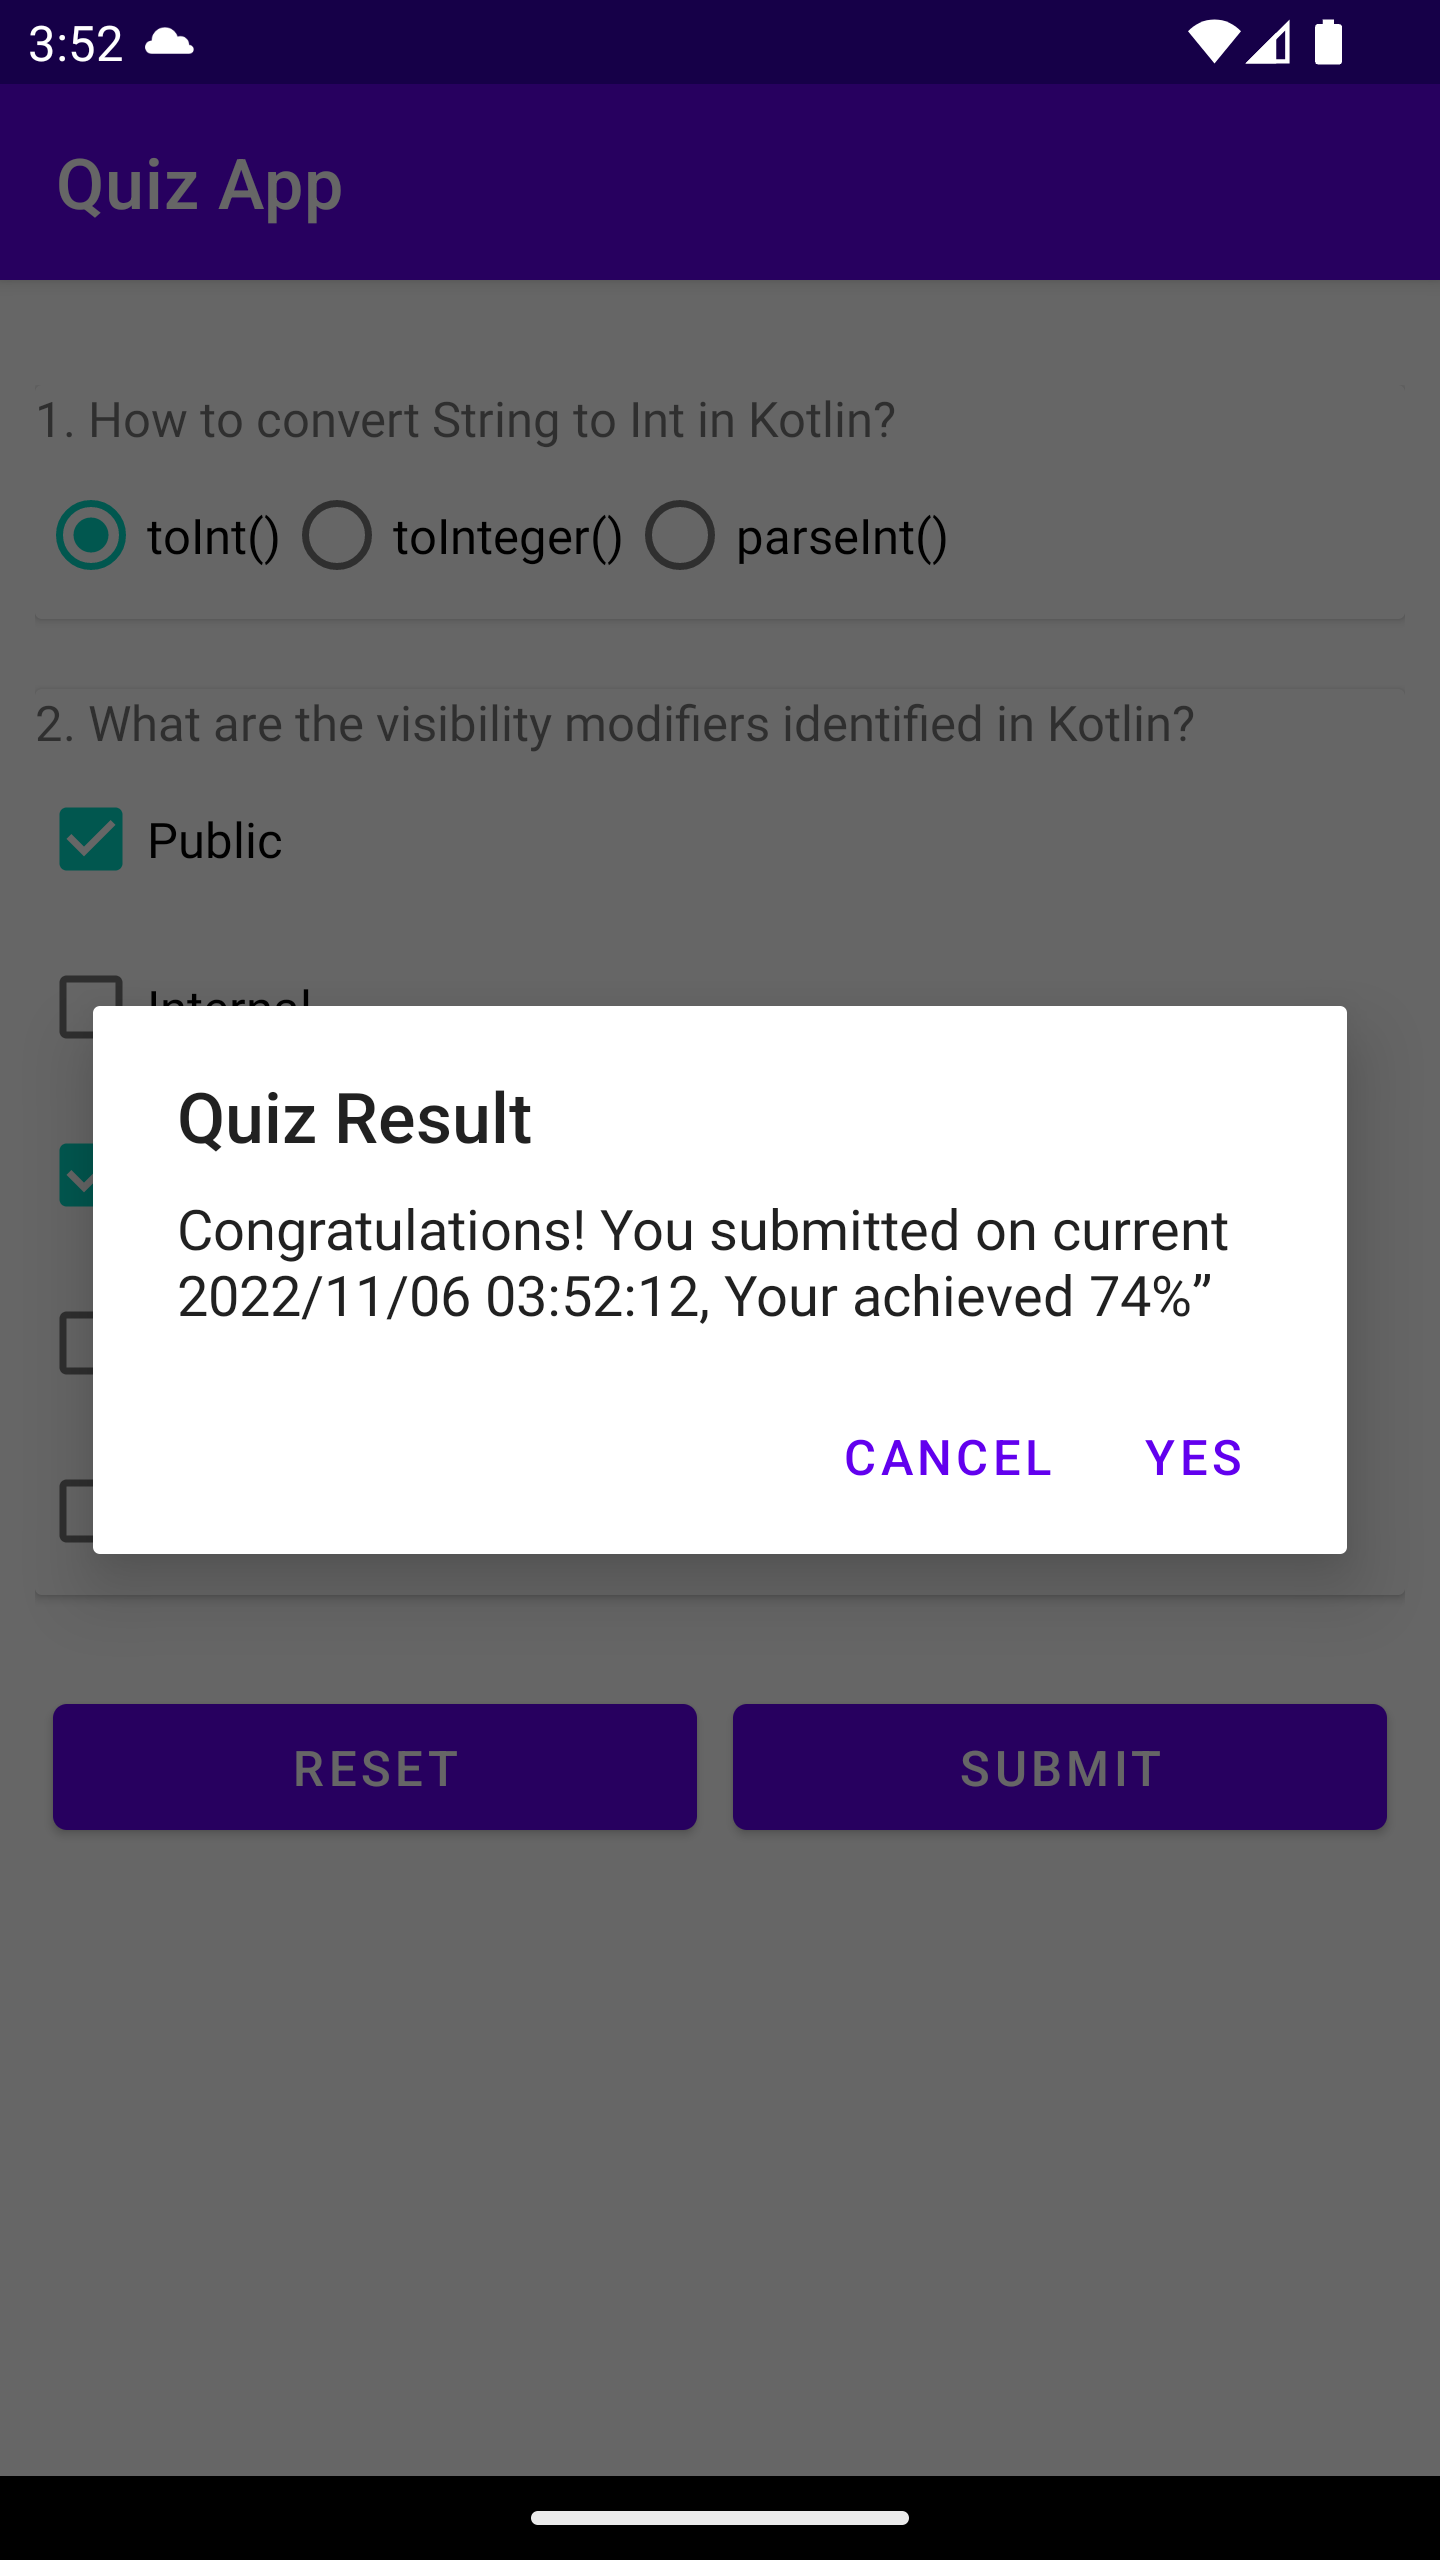 3:52
Quiz App
1. How to convert String to Int in Kotlin?
toInt() toInteger() parseInt()
2. What are the visibility modifiers identified in Kotlin?
Public
Internal
Quiz Result
Congratulations! You submitted on current
2022/11/06 03:52:12, Your achieved 74%”
CANCEL YES
RESET SUBMIT